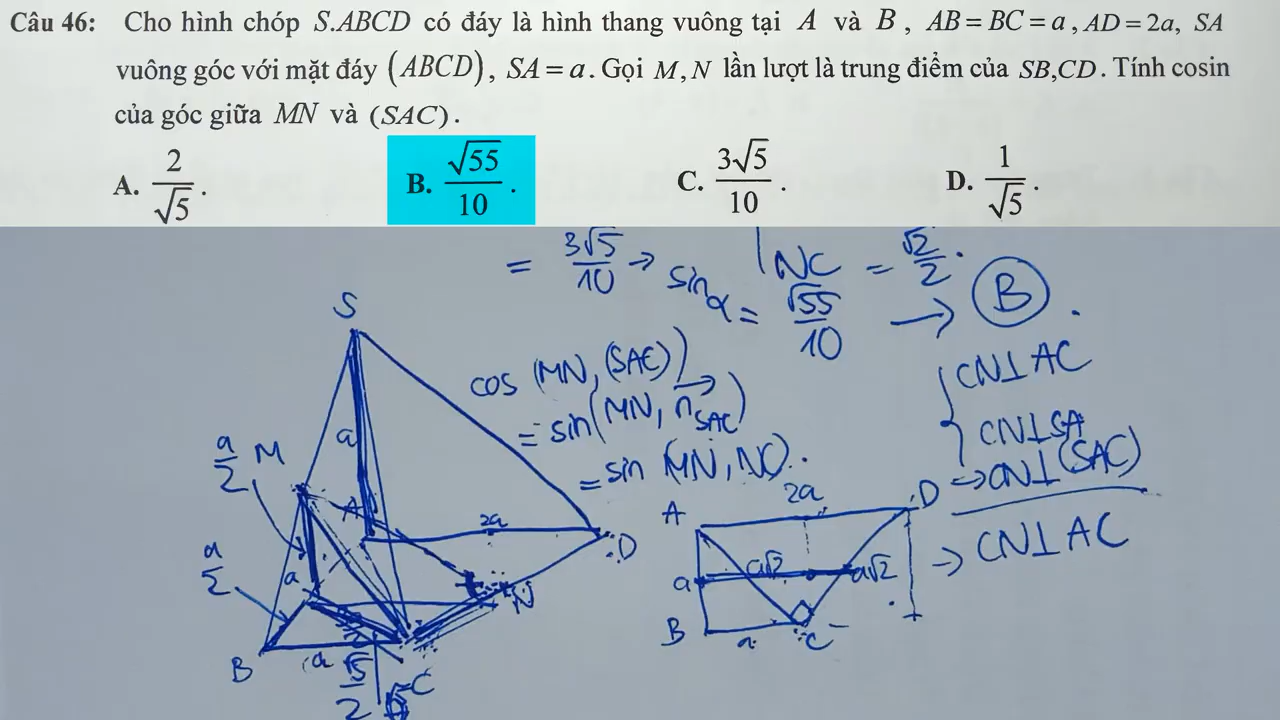 Câu 46: Cho hình chóp S.ABCD có đáy là hình thang vuông tại A và B, AB = BC = a, AD = 2a, SA
vuông góc với mặt đáy (ABCD), SA = a. Gọi M, N lần lượt là trung điểm của SB,CD. Tính cosin
của góc giữa MN và (SAC).
A. 2/√5. B. √55/10. C. 3√5/10. D. 1/√5.
= 3√5/10 → sin α = √55/10 → B.
NC = √2/2.
cos (MN, (SAC))
= sin (MN, n⃗ SAC)
= sin (MN, NC).
CN⊥AC
CN⊥SA
→ CN⊥(SAC)
→ CN⊥AC
S
a
a/2 M
A
2a
D
a/2
a
N
B
a
√5/2
C
A
2a
D
a
a√2
a√2
B
a
C